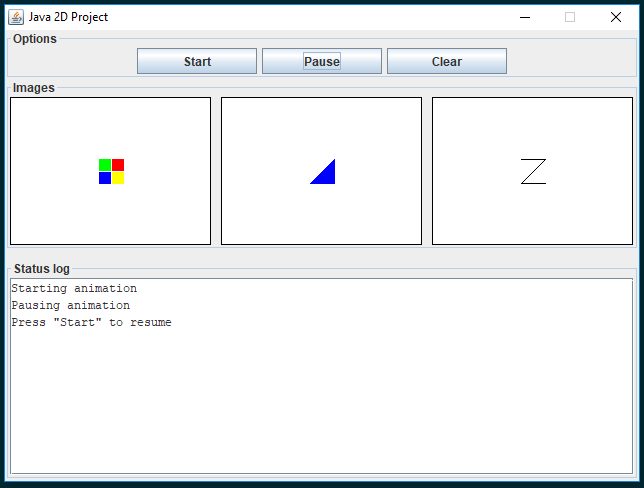 Java 2D Project
Options
Start Pause Clear
Images
Status log
Starting animation
Pausing animation
Press "Start" to resume